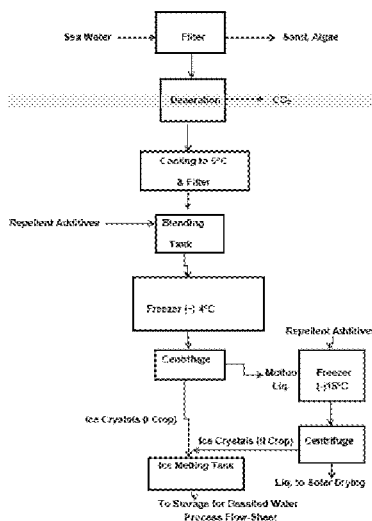 Sea Water
Filter
Sand, Algae
Deaeration
CO₂
Cooling to 5°C
& Filter
Repellent Additives
Blending
Tank
Freezer (-) 4°C
Repellent Additive
Centrifuge
Mother
Liq.
Freezer
(-)15°C
Ice Crystals (I Crop)
Ice Crystals (II Crop)
Centrifuge
Ice Melting Tank
Liq. to Solar Drying
To Storage for Desalted Water
Process Flow-Sheet